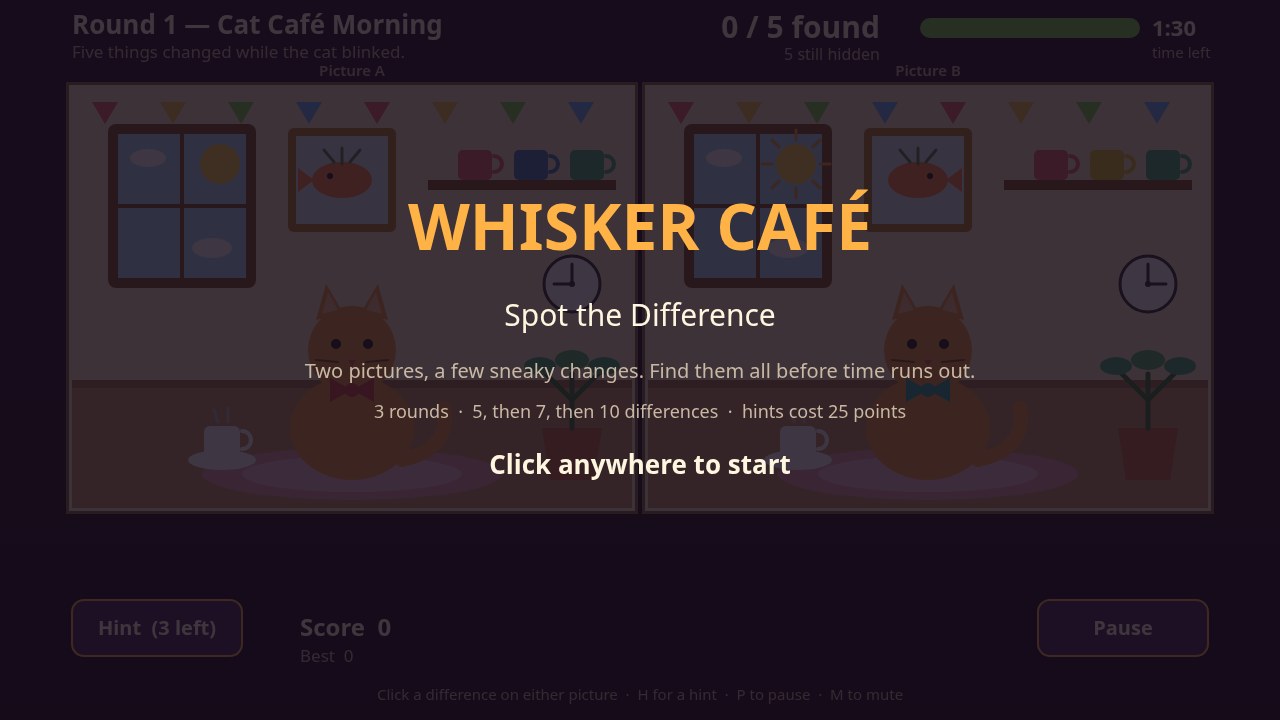 Round 1 — Cat Café Morning
Five things changed while the cat blinked.
0 / 5 found
5 still hidden
1:30
time left
Picture A
Picture B
WHISKER CAFÉ
Spot the Difference
Two pictures, a few sneaky changes. Find them all before time runs out.
3 rounds · 5, then 7, then 10 differences · hints cost 25 points
Click anywhere to start
Hint (3 left)
Score 0
Best 0
Pause
Click a difference on either picture · H for a hint · P to pause · M to mute